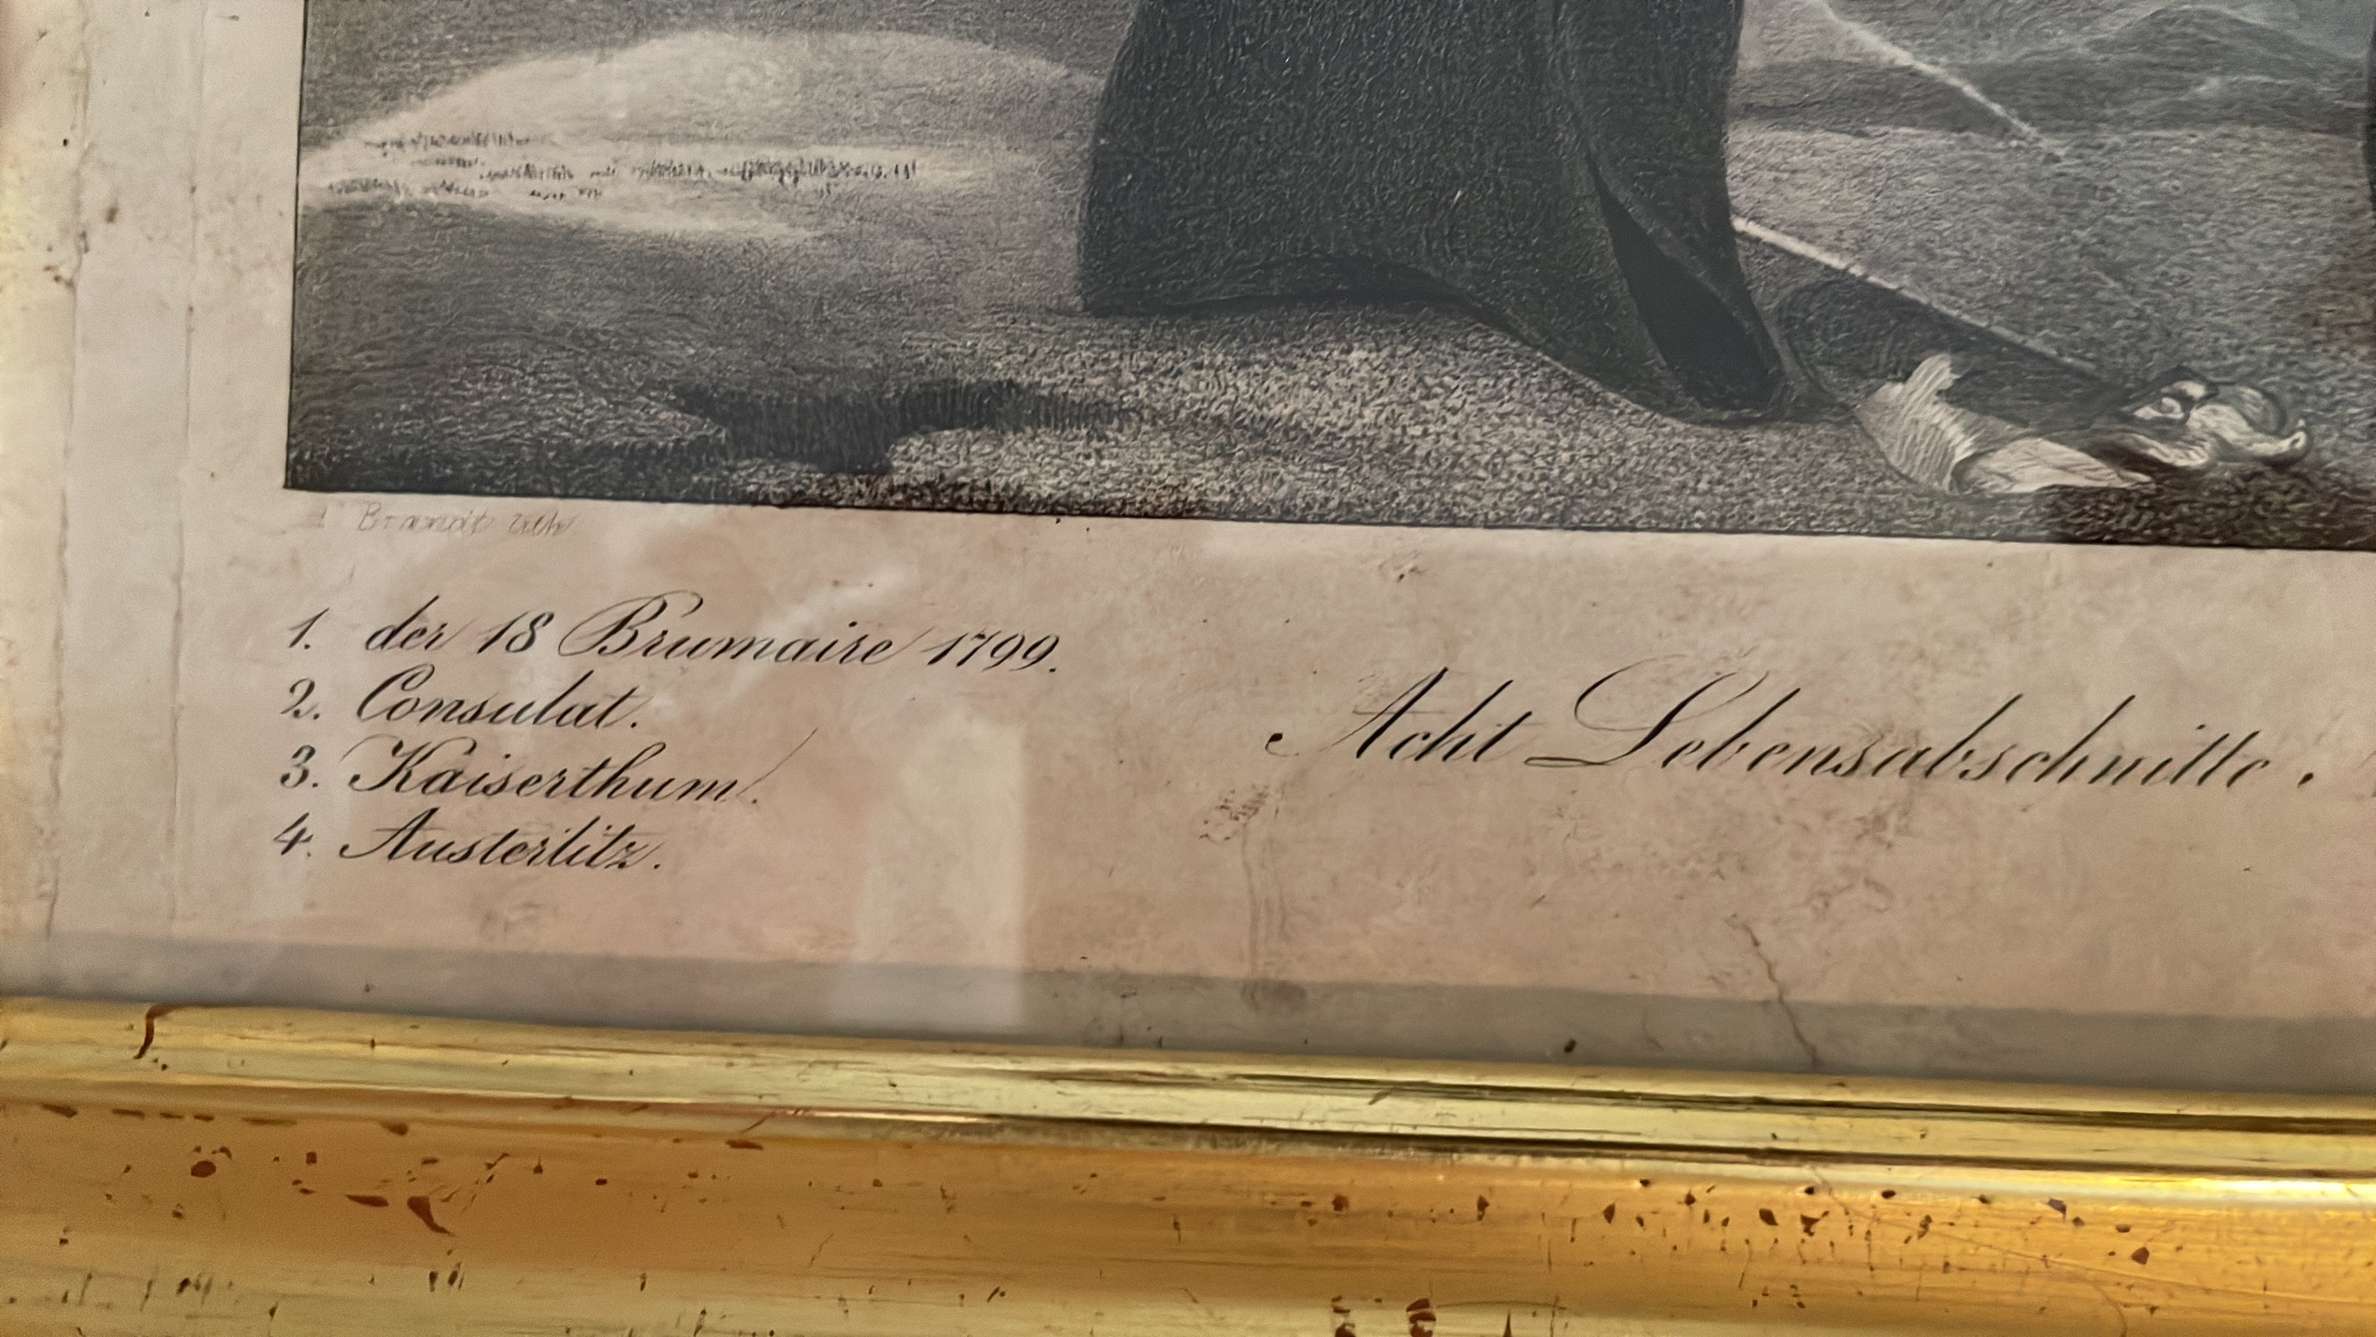 Brandt lith
1. der 18 Brumaire 1799.
2. Consulat.
3. Kaiserthum.
4. Austerlitz.
Acht Lebensabschnitte.